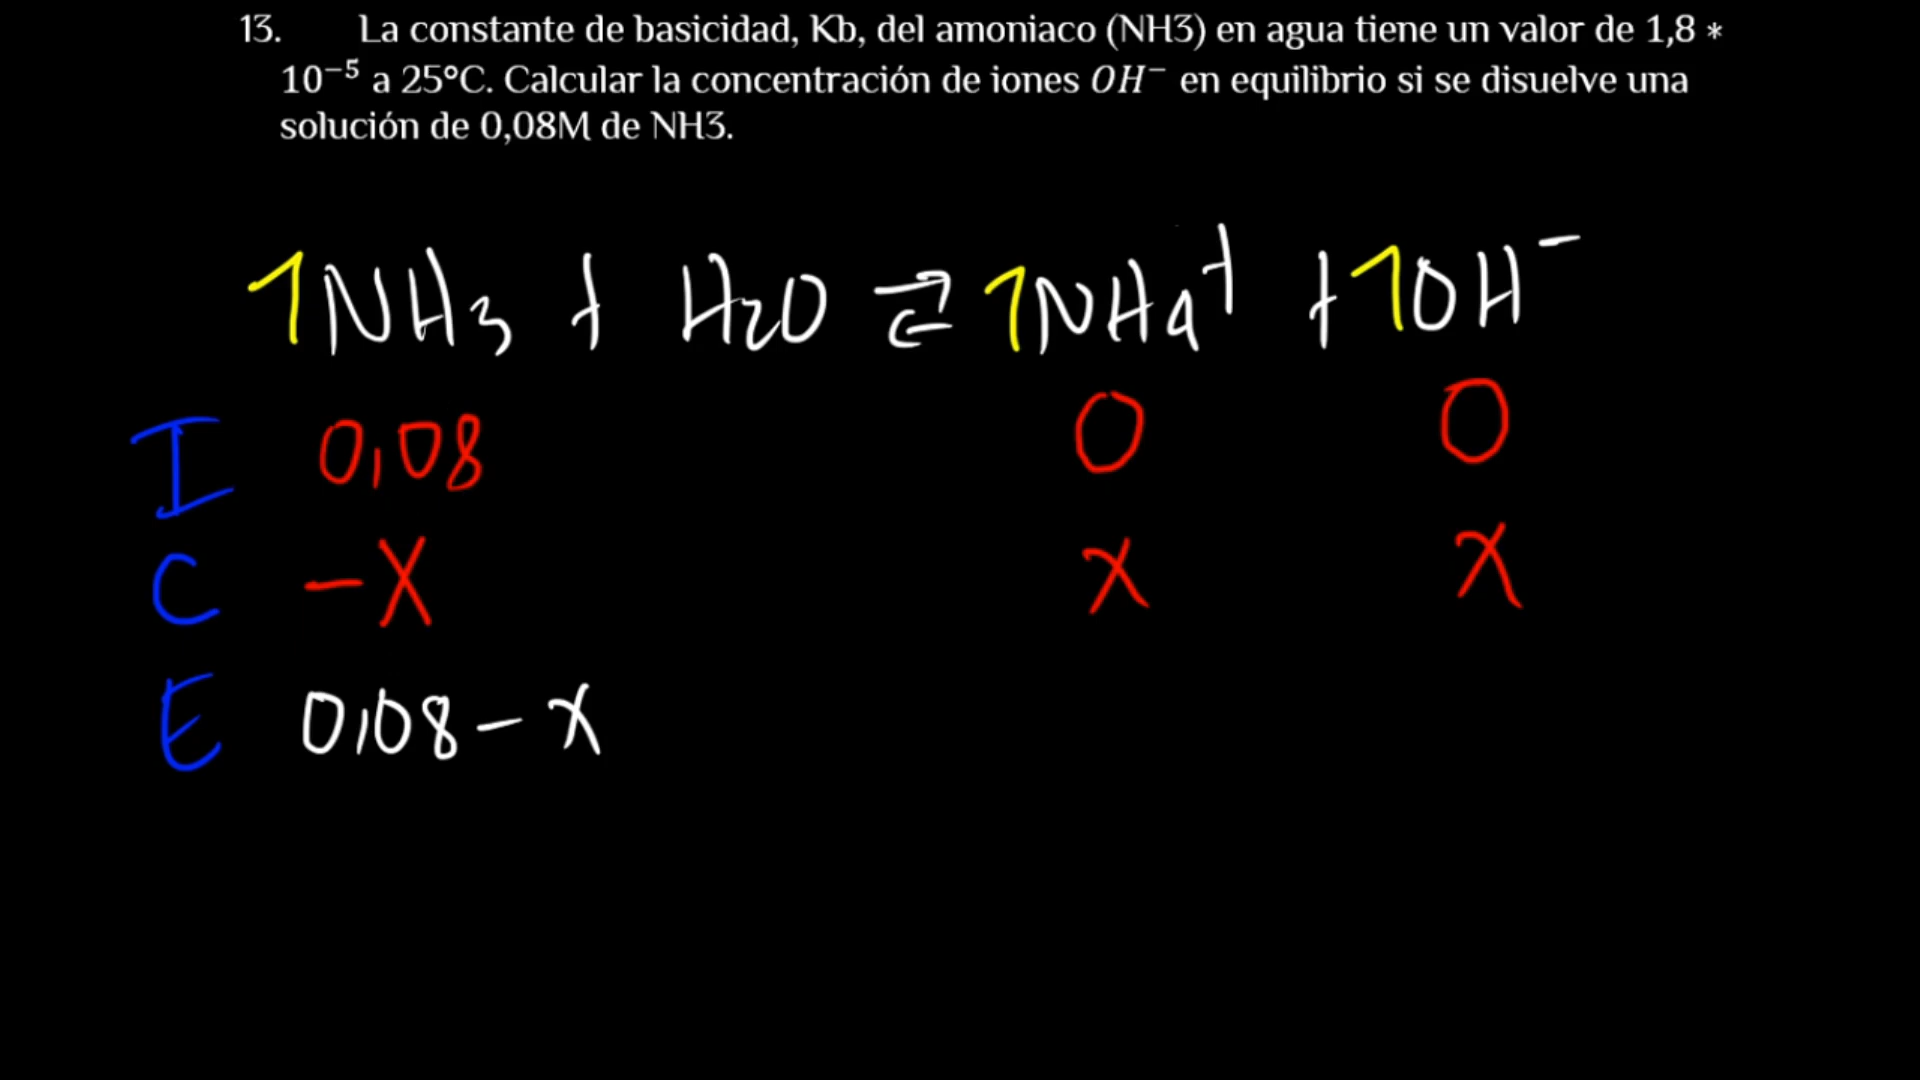 13. La constante de basicidad, Kb, del amoniaco (NH3) en agua tiene un valor de 1,8 *
10⁻⁵ a 25°C. Calcular la concentración de iones OH⁻ en equilibrio si se disuelve una
solución de 0,08M de NH3.
1NH3 + H2O ⇄ 1NH4⁺ + 1OH⁻
I 0,08 0 0
C -X X X
E 0,08 - X